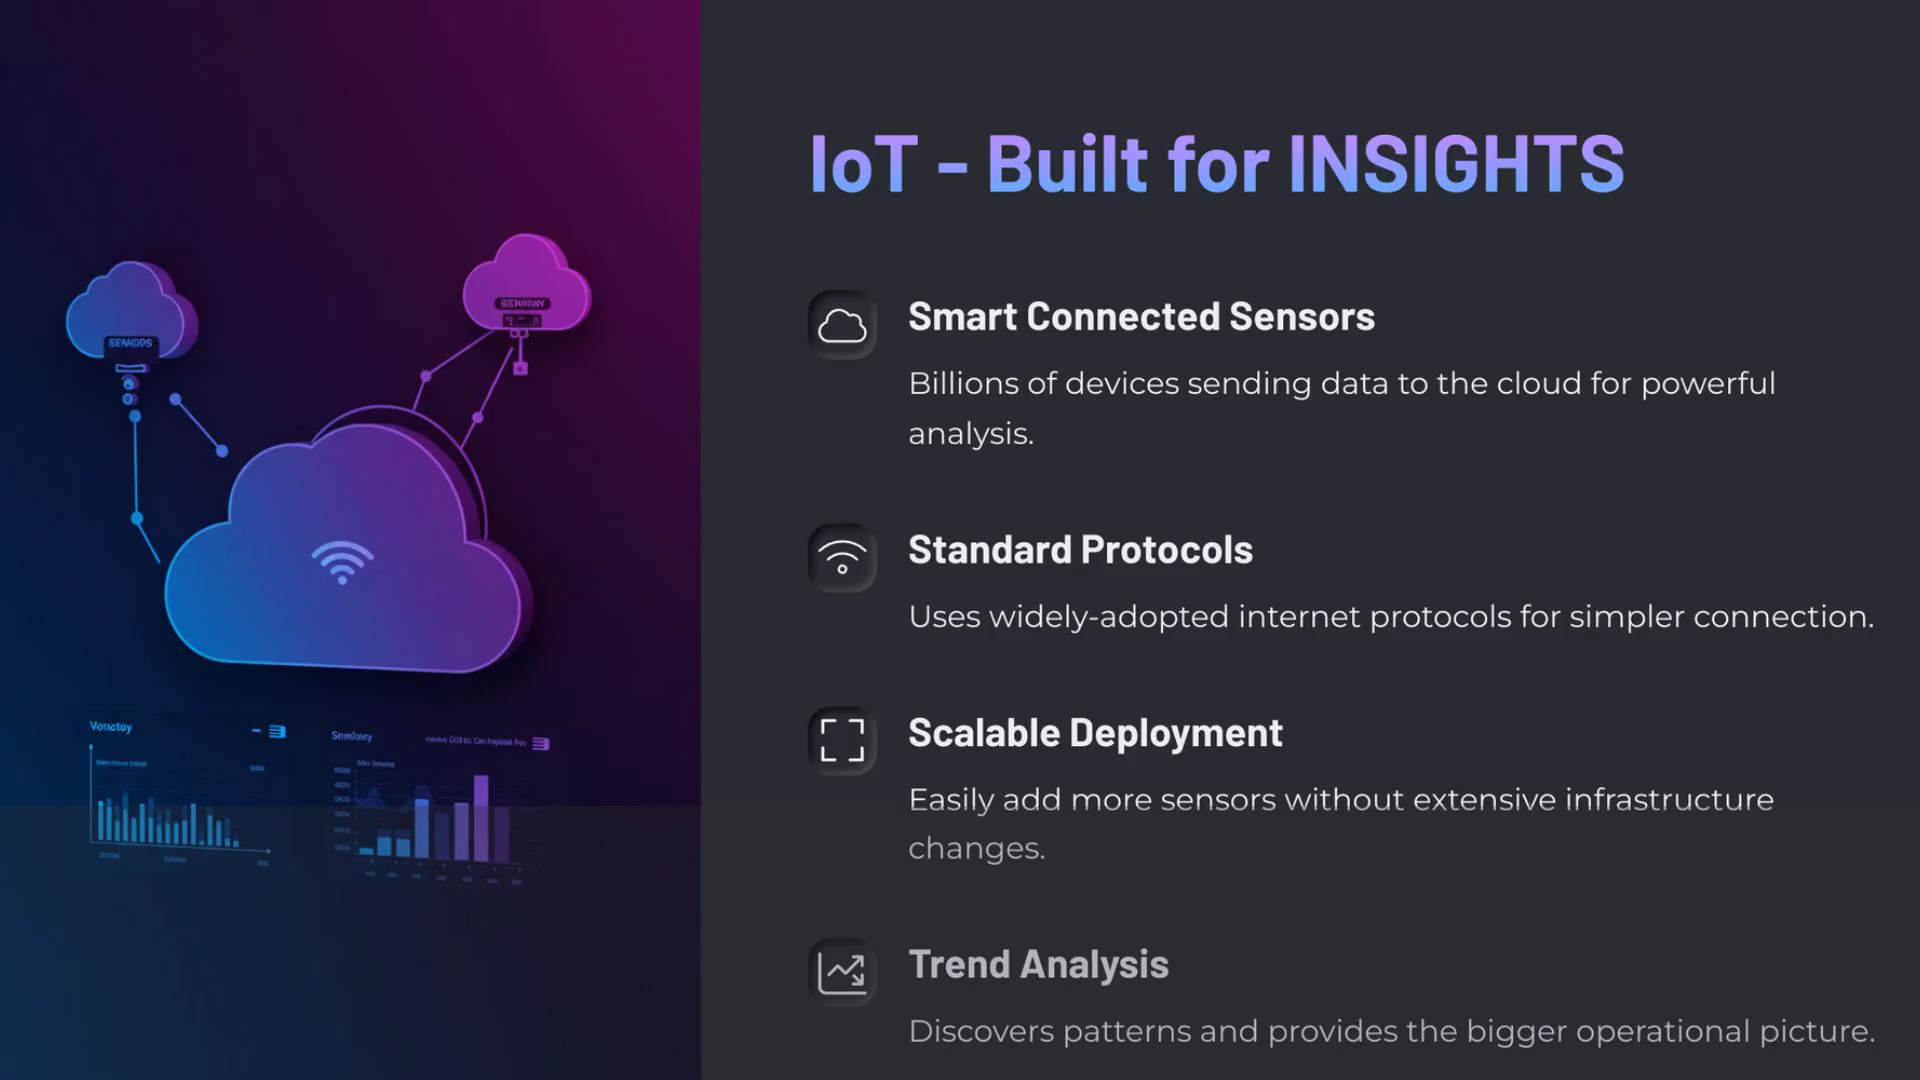 IoT - Built for INSIGHTS
Smart Connected Sensors
Billions of devices sending data to the cloud for powerful
analysis.
Standard Protocols
Uses widely-adopted internet protocols for simpler connection.
Scalable Deployment
Easily add more sensors without extensive infrastructure
changes.
Trend Analysis
Discovers patterns and provides the bigger operational picture.
Vonctoy